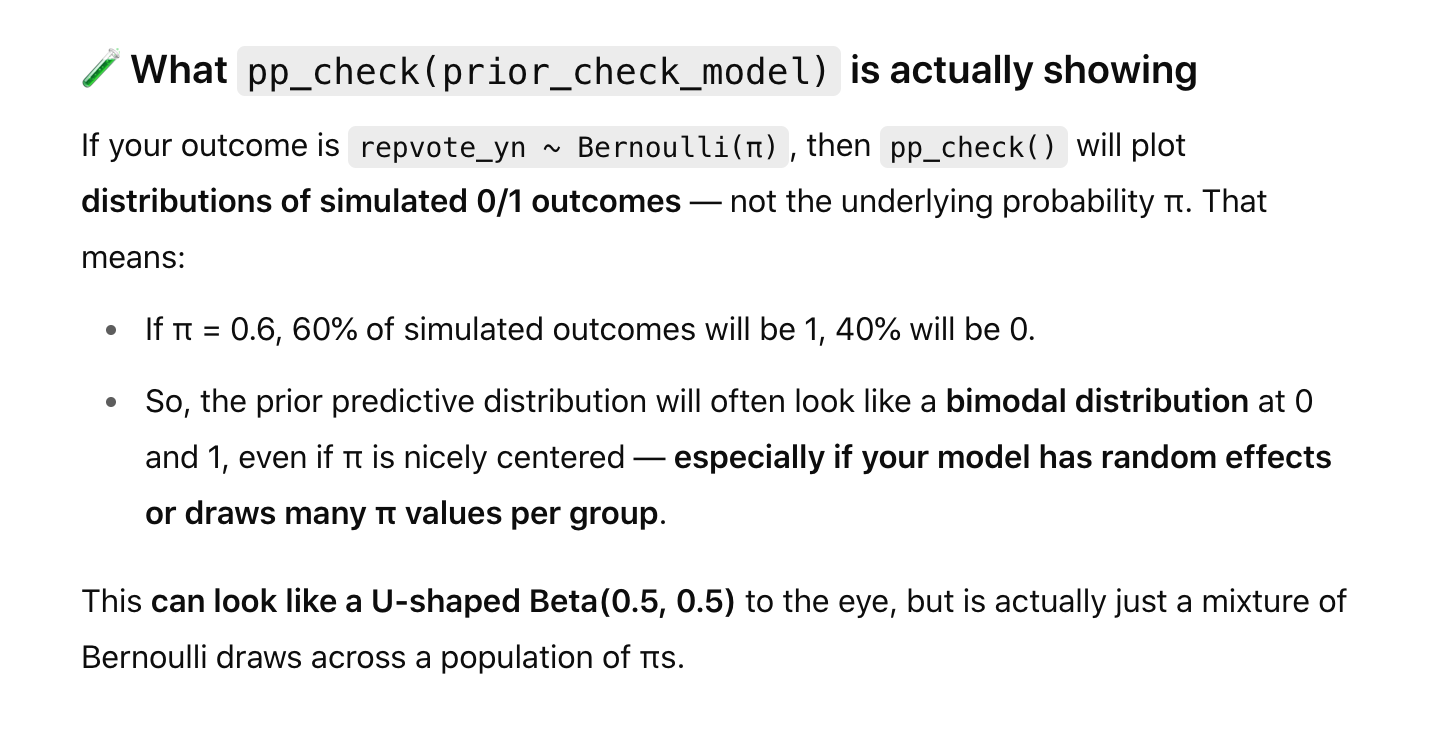 🧪 What pp_check(prior_check_model) is actually showing
If your outcome is repvote_yn ~ Bernoulli(π), then pp_check() will plot
distributions of simulated 0/1 outcomes — not the underlying probability π. That
means:
• If π = 0.6, 60% of simulated outcomes will be 1, 40% will be 0.
• So, the prior predictive distribution will often look like a bimodal distribution at 0
and 1, even if π is nicely centered — especially if your model has random effects
or draws many π values per group.
This can look like a U-shaped Beta(0.5, 0.5) to the eye, but is actually just a mixture of
Bernoulli draws across a population of πs.